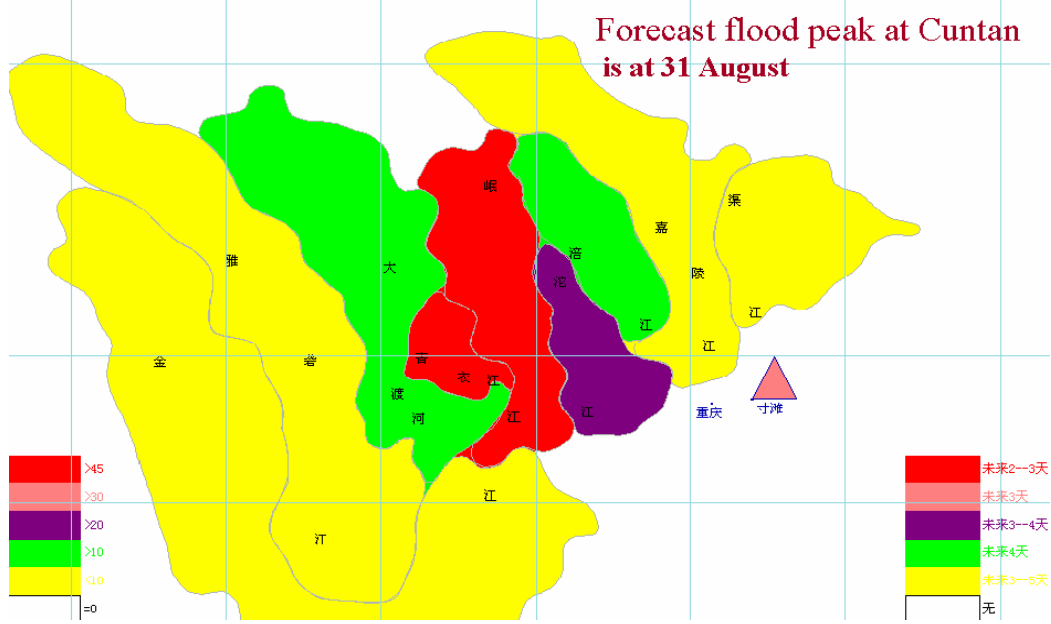 Forecast flood peak at Cuntan
is at 31 August
岷
渠
嘉
涪
雅
大
陵
沱
江
江
江
金
砻
青
衣
江
渡
河
江
江
重庆
寸滩
江
江
>45
>30
>20
>10
<10
=0
未来2--3天
未来3天
未来3--4天
未来4天
未来3--5天
无